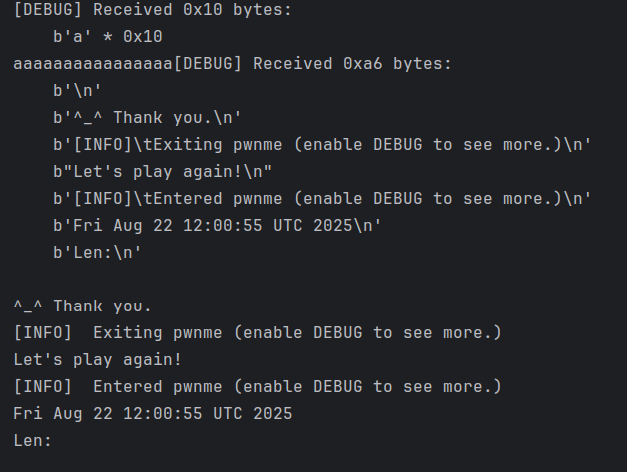 [DEBUG] Received 0x10 bytes:
    b'a' * 0x10
aaaaaaaaaaaaaaaa[DEBUG] Received 0xa6 bytes:
    b'\n'
    b'^_^ Thank you.\n'
    b'[INFO]\tExiting pwnme (enable DEBUG to see more.)\n'
    b"Let's play again!\n"
    b'[INFO]\tEntered pwnme (enable DEBUG to see more.)\n'
    b'Fri Aug 22 12:00:55 UTC 2025\n'
    b'Len:\n'

^_^ Thank you.
[INFO]  Exiting pwnme (enable DEBUG to see more.)
Let's play again!
[INFO]  Entered pwnme (enable DEBUG to see more.)
Fri Aug 22 12:00:55 UTC 2025
Len: